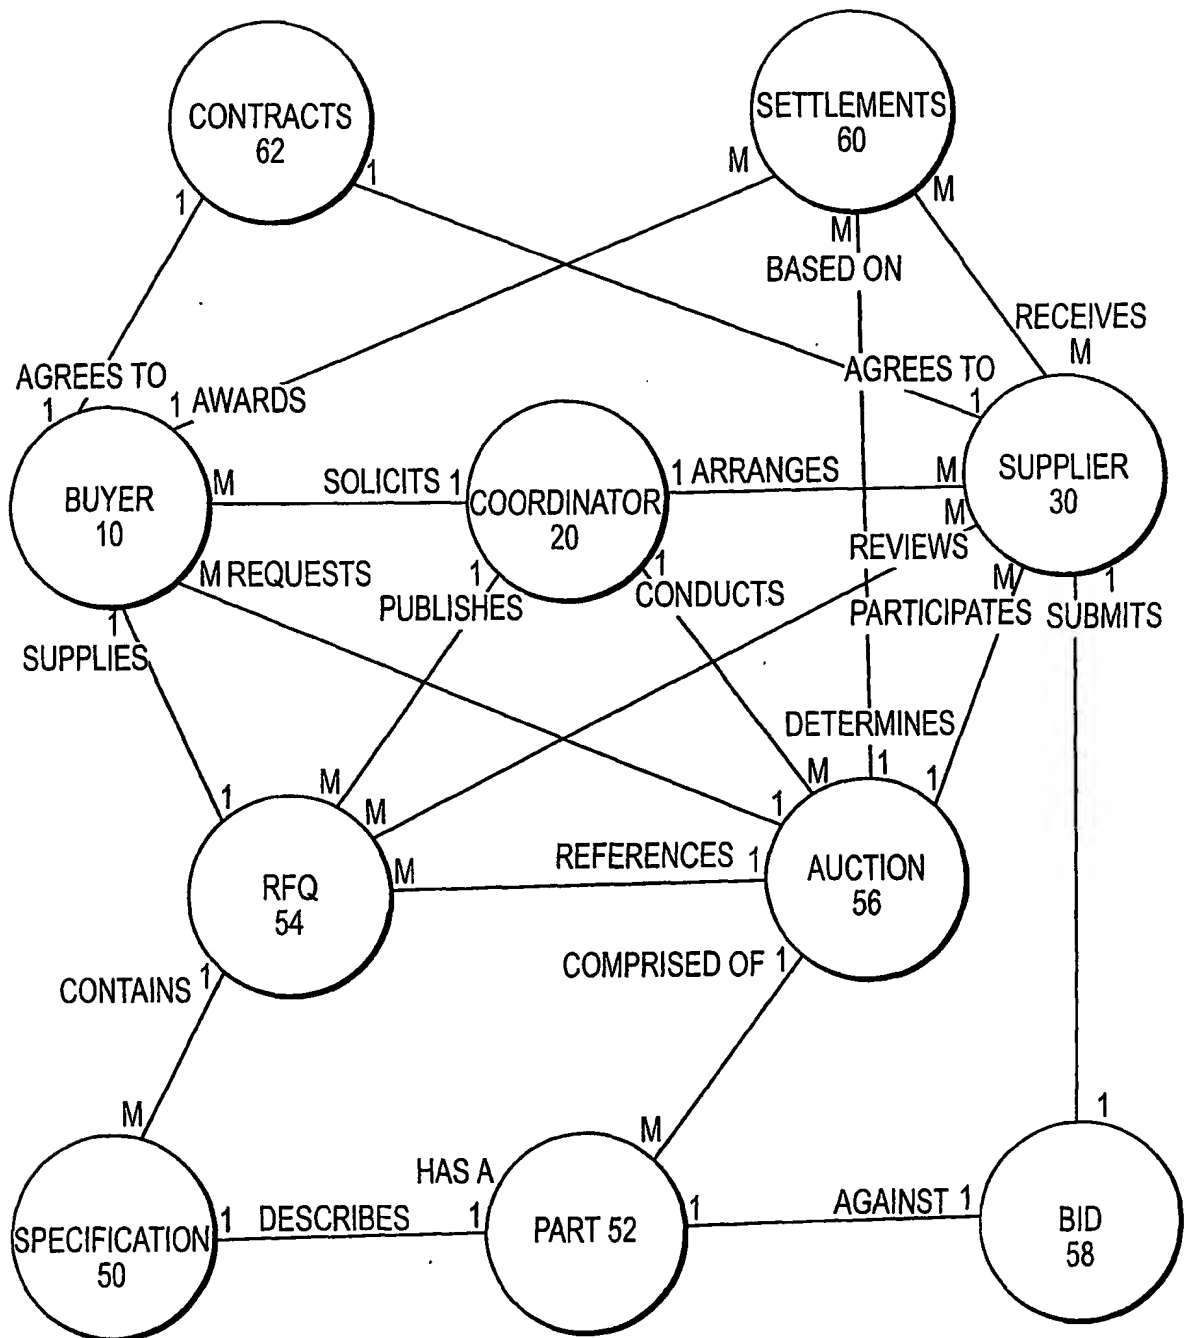 CONTRACTS
62
SETTLEMENTS
60
1
1
M
M
M
BASED ON
RECEIVES
M
AGREES TO
1
1 AWARDS
AGREES TO
1
BUYER
10
M
SOLICITS 1
COORDINATOR
20
1 ARRANGES
M
SUPPLIER
30
M
REVIEWS
M REQUESTS
1
PUBLISHES
1
CONDUCTS
M
PARTICIPATES
1
SUBMITS
1
SUPPLIES
DETERMINES
1
M
M
1
M
1
1
RFQ
54
M
REFERENCES 1
AUCTION
56
CONTAINS 1
COMPRISED OF 1
M
M
1
SPECIFICATION
50
1 DESCRIBES
HAS A
1
PART 52
1
AGAINST 1
BID
58